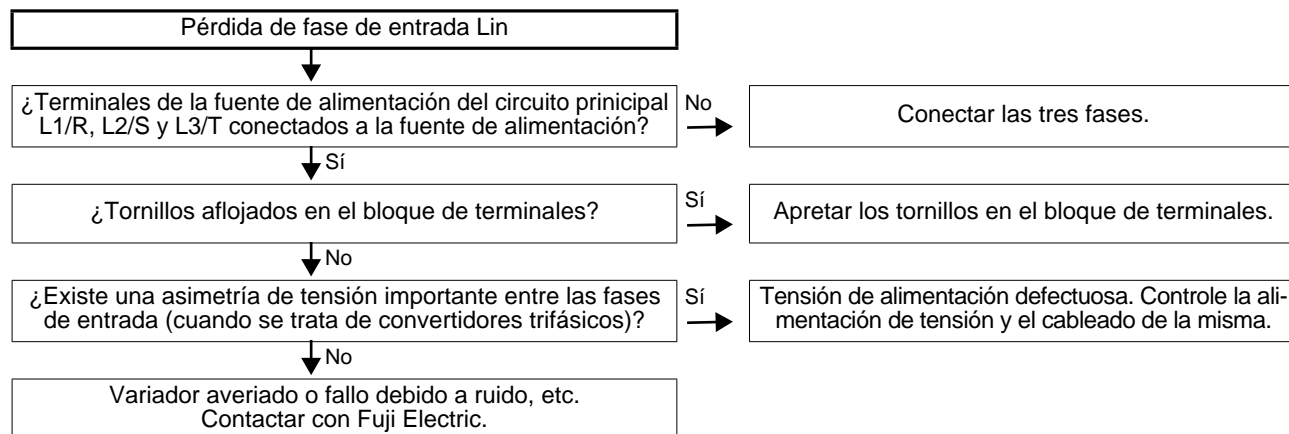 Pérdida de fase de entrada Lin
¿Terminales de la fuente de alimentación del circuito prinicipal
L1/R, L2/S y L3/T conectados a la fuente de alimentación?
No
Conectar las tres fases.
Sí
¿Tornillos aflojados en el bloque de terminales?
Sí
Apretar los tornillos en el bloque de terminales.
No
¿Existe una asimetría de tensión importante entre las fases
de entrada (cuando se trata de convertidores trifásicos)?
Sí
Tensión de alimentación defectuosa. Controle la ali-
mentación de tensión y el cableado de la misma.
No
Variador averiado o fallo debido a ruido, etc.
Contactar con Fuji Electric.